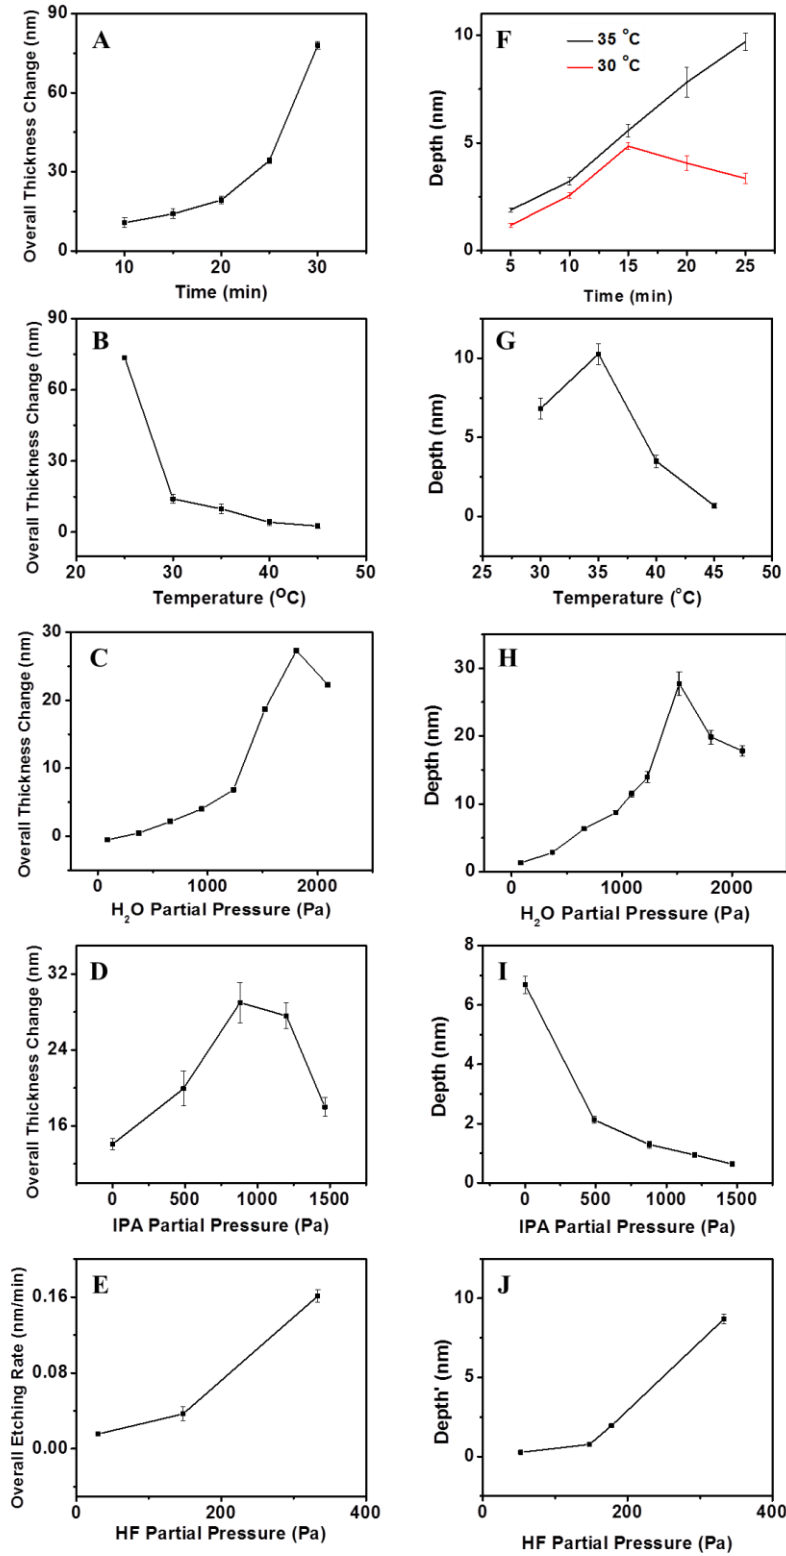 A
Overall Thickness Change (nm)
90
60
30
0
10 15 20 25 30
Time (min)
F
35 °C
30 °C
Depth (nm)
10
5
0
5 10 15 20 25
Time (min)
B
Overall Thickness Change (nm)
90
60
30
0
20 30 40 50
Temperature (°C)
G
Depth (nm)
10
5
0
25 30 35 40 45 50
Temperature (°C)
C
Overall Thickness Change (nm)
30
20
10
0
0 1000 2000
H₂O Partial Pressure (Pa)
H
Depth (nm)
30
20
10
0
0 1000 2000
H₂O Partial Pressure (Pa)
D
Overall Thickness Change (nm)
32
28
24
16
0 500 1000 1500
IPA Partial Pressure (Pa)
I
Depth (nm)
8
6
4
2
0
0 500 1000 1500
IPA Partial Pressure (Pa)
E
Overall Etching Rate (nm/min)
0.16
0.08
0.00
0 200 400
HF Partial Pressure (Pa)
J
Depth' (nm)
10
5
0
0 200 400
HF Partial Pressure (Pa)